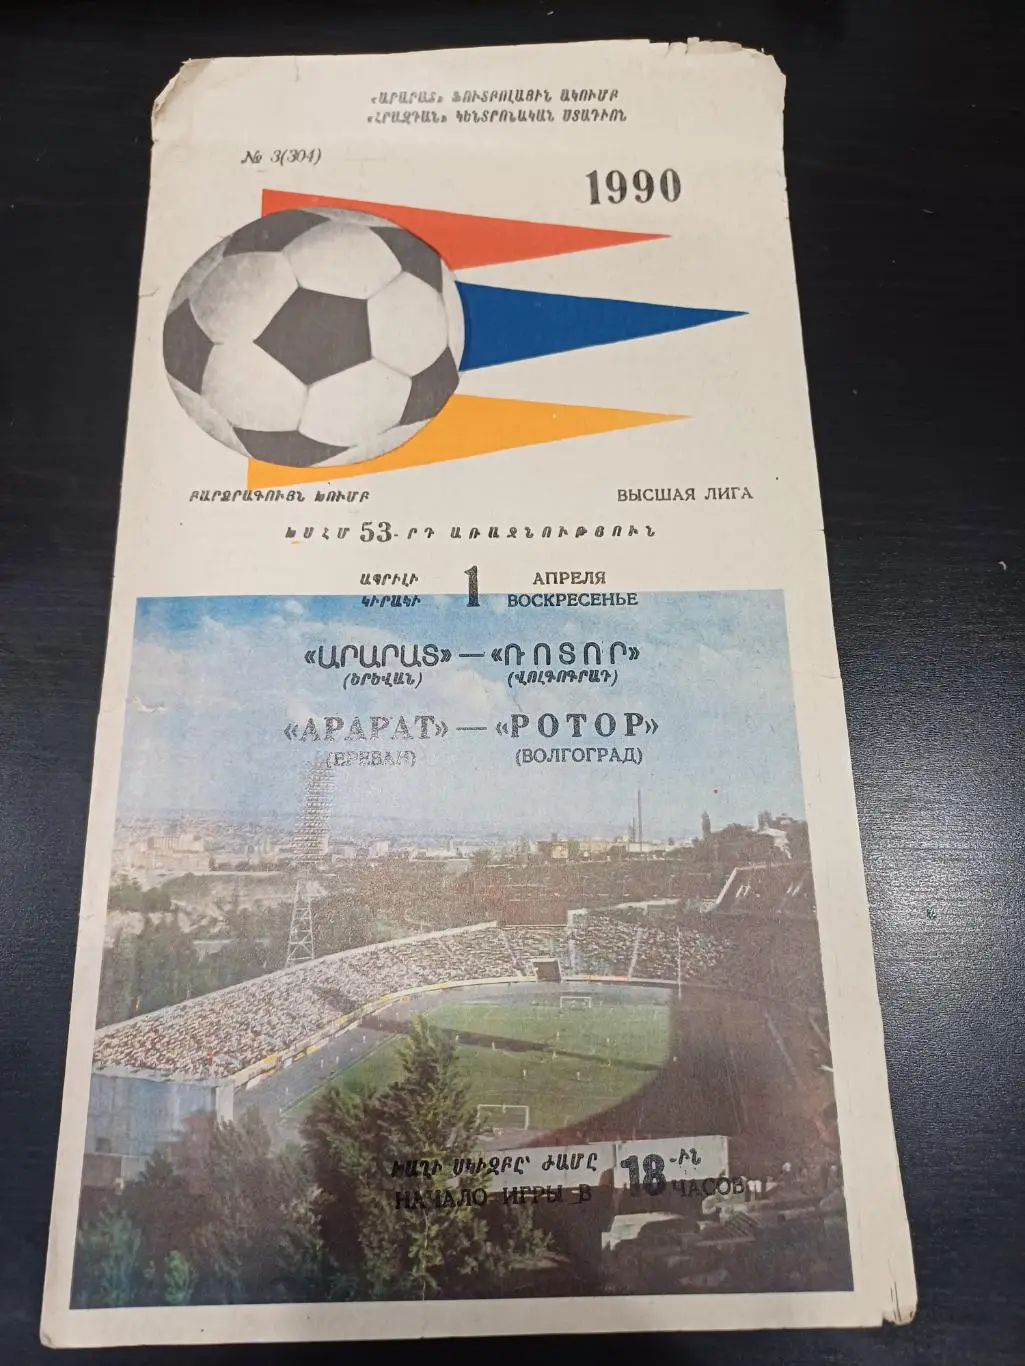 «ԱՐԱՐԱՏ» ՖՈՒՏԲՈԼԱՅԻՆ ԱԿՈՒՄԲ
«ՀՐԱԶԴԱՆ» ԿԵՆՏՐՈՆԱԿԱՆ ՍՏԱԴԻՈՆ
№ 3(304)
1990
ԲԱՐՁՐԱԳՈՒՅՆ ԽՈՒՄԲ
ВЫСШАЯ ЛИГА
ԽՍՀՄ 53-ՐԴ ԱՌԱՋՆՈՒԹՅՈՒՆ
ԱՊՐԻԼԻ 1 АПРЕЛЯ
ԿԻՐԱԿԻ ВОСКРЕСЕНЬЕ
«ԱՐԱՐԱՏ» — «ՌՈՏՈՐ»
(ԵՐԵՎԱՆ) (ՎՈԼԳՈԳՐԱԴ)
«АРАРАТ» — «РОТОР»
(ЕРЕВАН) (ВОЛГОГРАД)
ԽԱՂԻ ՍԿԻԶԲԸ՝ ԺԱՄԸ 18-ԻՆ
НАЧАЛО ИГРЫ В 18 ЧАСОВ